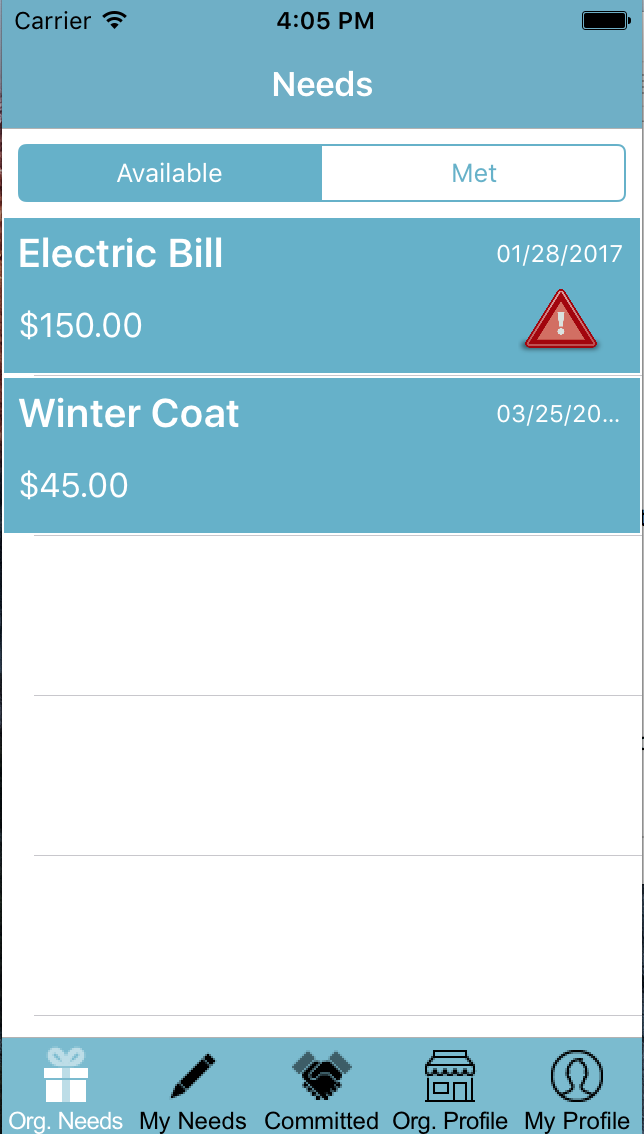 Carrier 4:05 PM
Needs
Available Met
Electric Bill 01/28/2017
$150.00
!
Winter Coat 03/25/20...
$45.00
Org. Needs My Needs Committed Org. Profile My Profile